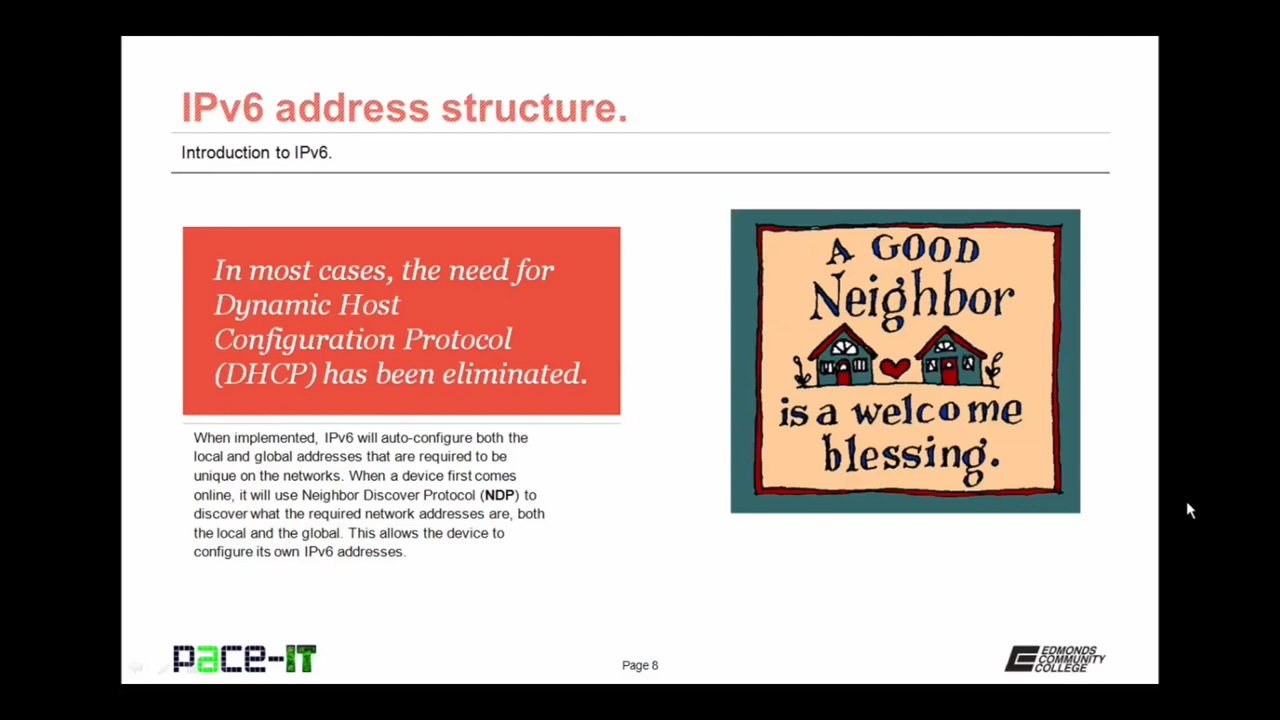 IPv6 address structure.
Introduction to IPv6.
In most cases, the need for
Dynamic Host
Configuration Protocol
(DHCP) has been eliminated.
When implemented, IPv6 will auto-configure both the
local and global addresses that are required to be
unique on the networks. When a device first comes
online, it will use Neighbor Discover Protocol (NDP) to
discover what the required network addresses are, both
the local and the global. This allows the device to
configure its own IPv6 addresses.
A GOOD
Neighbor
is a welcome
blessing.
pace-IT
Page 8
EDMONDS
COMMUNITY
COLLEGE